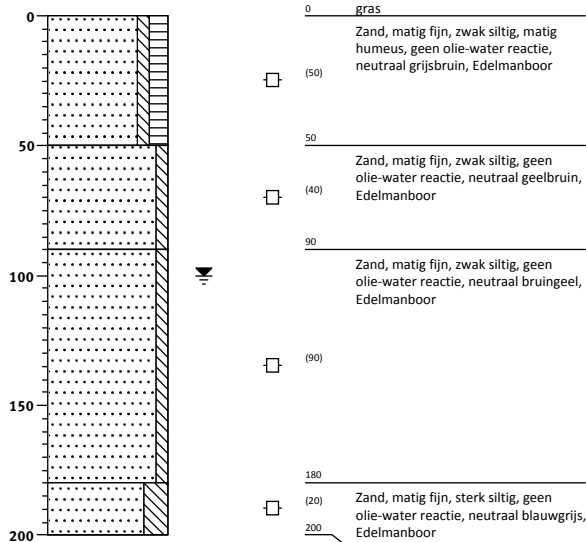 0
50
100
150
200
0 gras
Zand, matig fijn, zwak siltig, matig
humeus, geen olie-water reactie,
neutraal grijsbruin, Edelmanboor
(50)
50
Zand, matig fijn, zwak siltig, geen
olie-water reactie, neutraal geelbruin,
Edelmanboor
(40)
90
Zand, matig fijn, zwak siltig, geen
olie-water reactie, neutraal bruingeel,
Edelmanboor
(90)
180
Zand, matig fijn, sterk siltig, geen
olie-water reactie, neutraal blauwgrijs,
Edelmanboor
(20)
200